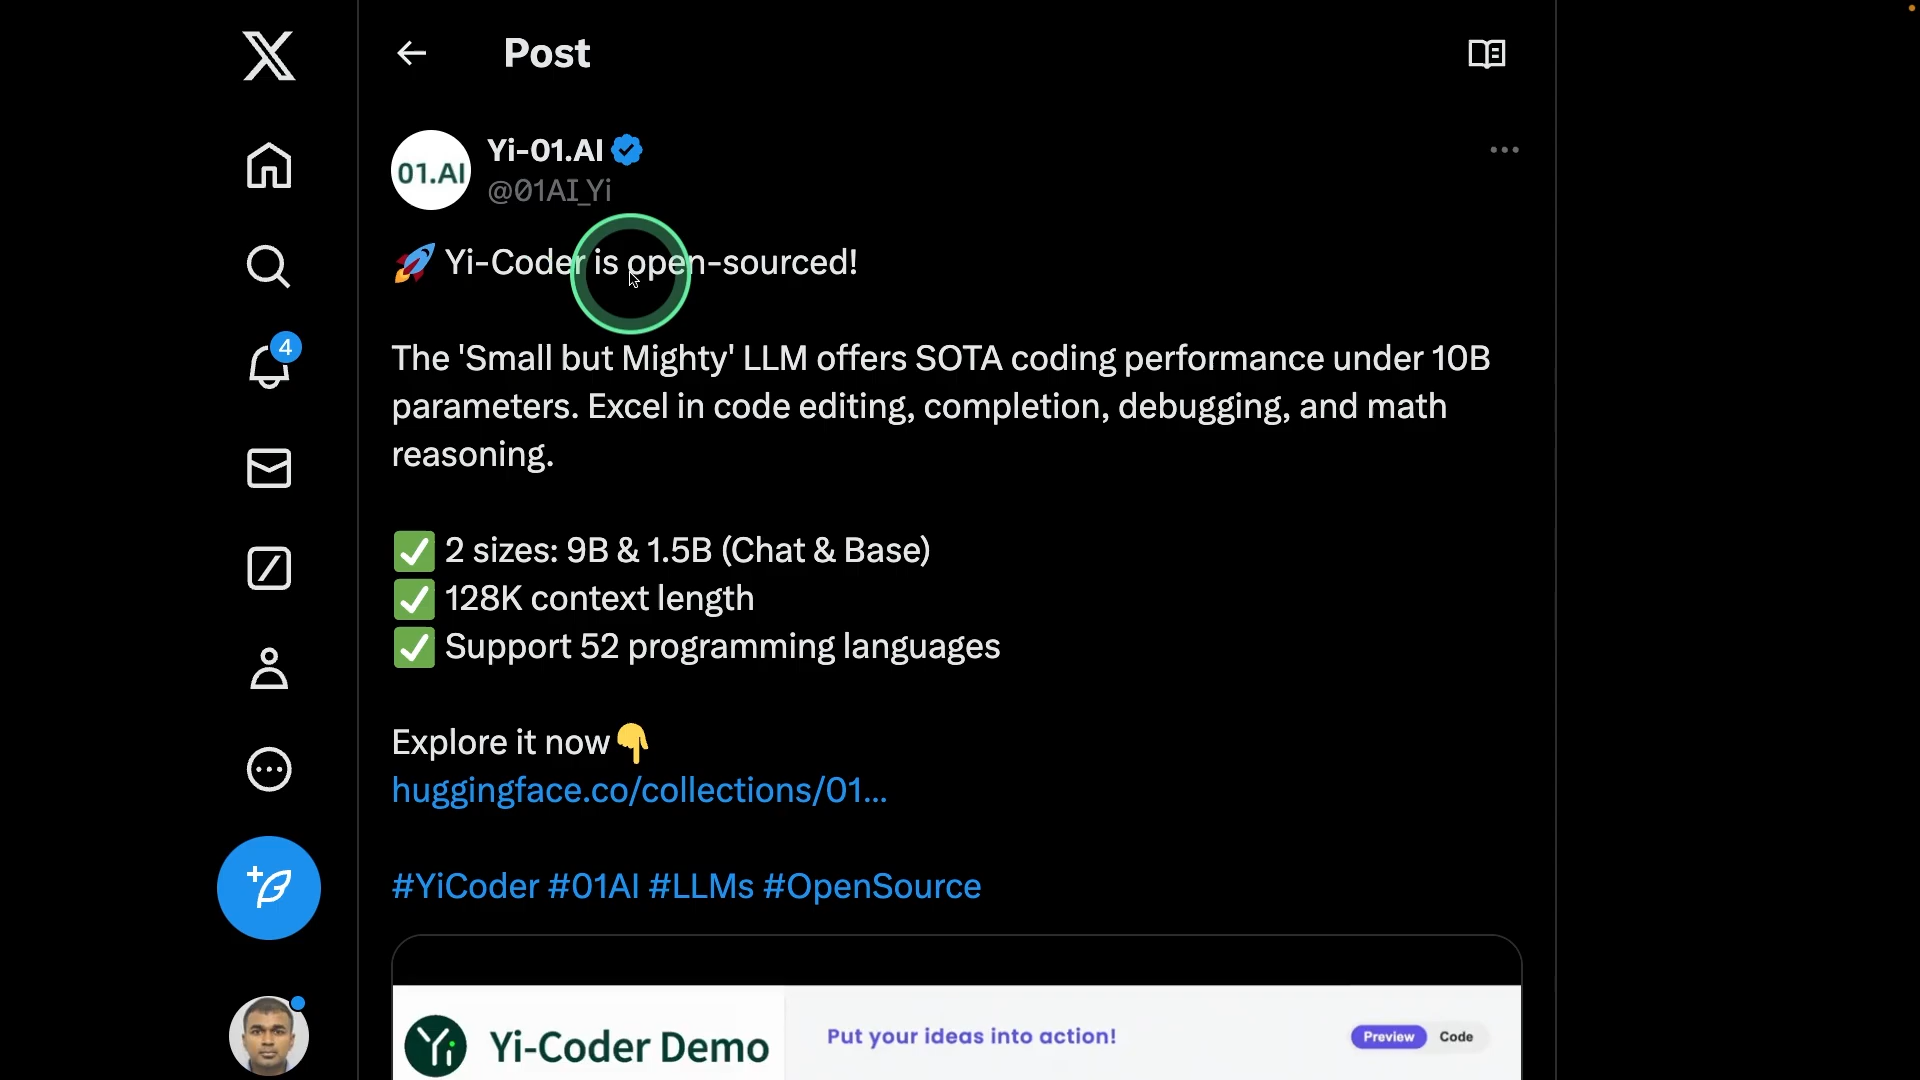 Post
01.AI
Yi-01.AI
@01AI_Yi
🚀 Yi-Coder is open-sourced!
The 'Small but Mighty' LLM offers SOTA coding performance under 10B
parameters. Excel in code editing, completion, debugging, and math
reasoning.
✅ 2 sizes: 9B & 1.5B (Chat & Base)
✅ 128K context length
✅ Support 52 programming languages
Explore it now👇
huggingface.co/collections/01…
#YiCoder #01AI #LLMs #OpenSource
4
Yi Yi-Coder Demo
Put your ideas into action!
Preview Code